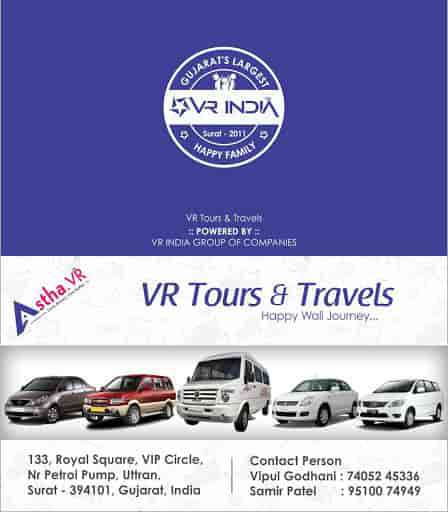 GUJARAT'S LARGEST
VR INDIA
Surat - 2011
HAPPY FAMILY
VR Tours & Travels
:: POWERED BY ::
VR INDIA GROUP OF COMPANIES
Astha VR
VR Tours & Travels
Happy Wali Journey...
133, Royal Square, VIP Circle,
Nr Petrol Pump, Uttran.
Surat - 394101, Gujarat, India
Contact Person
Vipul Godhani : 74052 45336
Samir Patel : 95100 74949